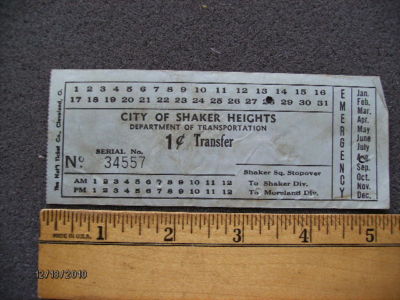 1 2 3 4 5 6 7 8 9 10 11 12 13 14 15 16
17 18 19 20 21 22 23 24 25 26 27 28 29 30 31
CITY OF SHAKER HEIGHTS
DEPARTMENT OF TRANSPORTATION
1¢ Transfer
SERIAL No.
No 34557
AM 1 2 3 4 5 6 7 8 9 10 11 12
PM 1 2 3 4 5 6 7 8 9 10 11 12
Shaker Sq. Stopover
To Shaker Div.
To Moreland Div.
EMERGENCY
Jan.
Feb.
Mar.
Apr.
May
June
July
Sep.
Oct.
Nov.
Dec.
Ticket Co., Cleveland, O.
MADE IN U.S.A.
1 2 3 4 5
12/18/2010